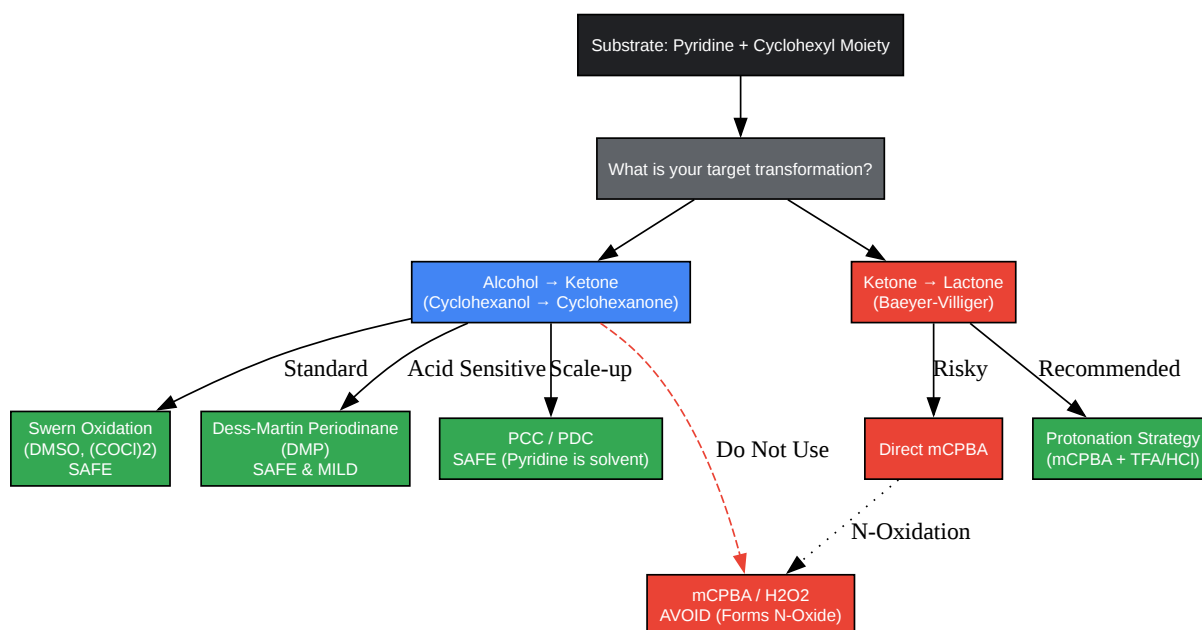 Substrate: Pyridine + Cyclohexyl Moiety
What is your target transformation?
Alcohol → Ketone
(Cyclohexanol → Cyclohexanone)
Ketone → Lactone
(Baeyer-Villiger)
Standard
Acid Sensitive
Scale-up
Risky
Recommended
Swern Oxidation
(DMSO, (COCl)2)
SAFE
Dess-Martin Periodinane
(DMP)
SAFE & MILD
PCC / PDC
SAFE (Pyridine is solvent)
Do Not Use
Direct mCPBA
Protonation Strategy
(mCPBA + TFA/HCl)
N-Oxidation
mCPBA / H2O2
AVOID (Forms N-Oxide)